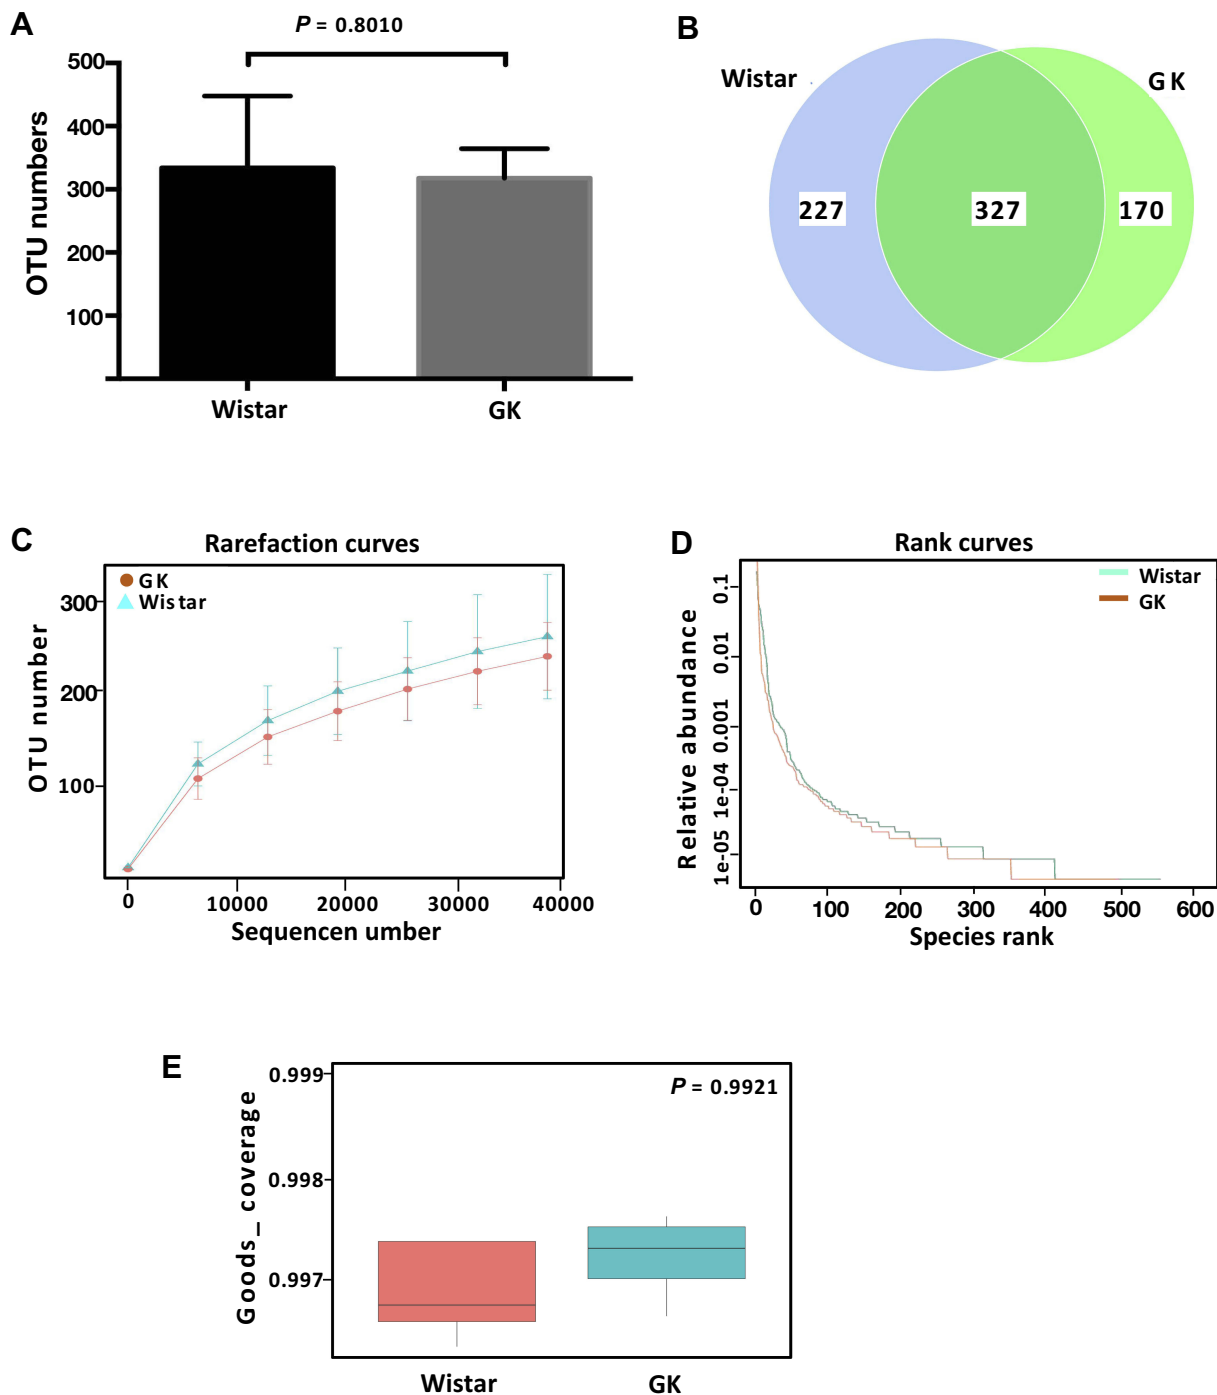 A
P = 0.8010
500
400
300
200
100
OTU numbers
Wistar
GK
B
Wistar
GK
227
327
170
C
Rarefaction curves
GK
Wistar
300
200
100
OTU number
0
10000
20000
30000
40000
Sequencen umber
D
Rank curves
Wistar
GK
0.1
0.01
0.001
1e-04
1e-05
Relative abundance
0
100
200
300
400
500
600
Species rank
E
P = 0.9921
0.999
0.998
0.997
Goods_ coverage
Wistar
GK